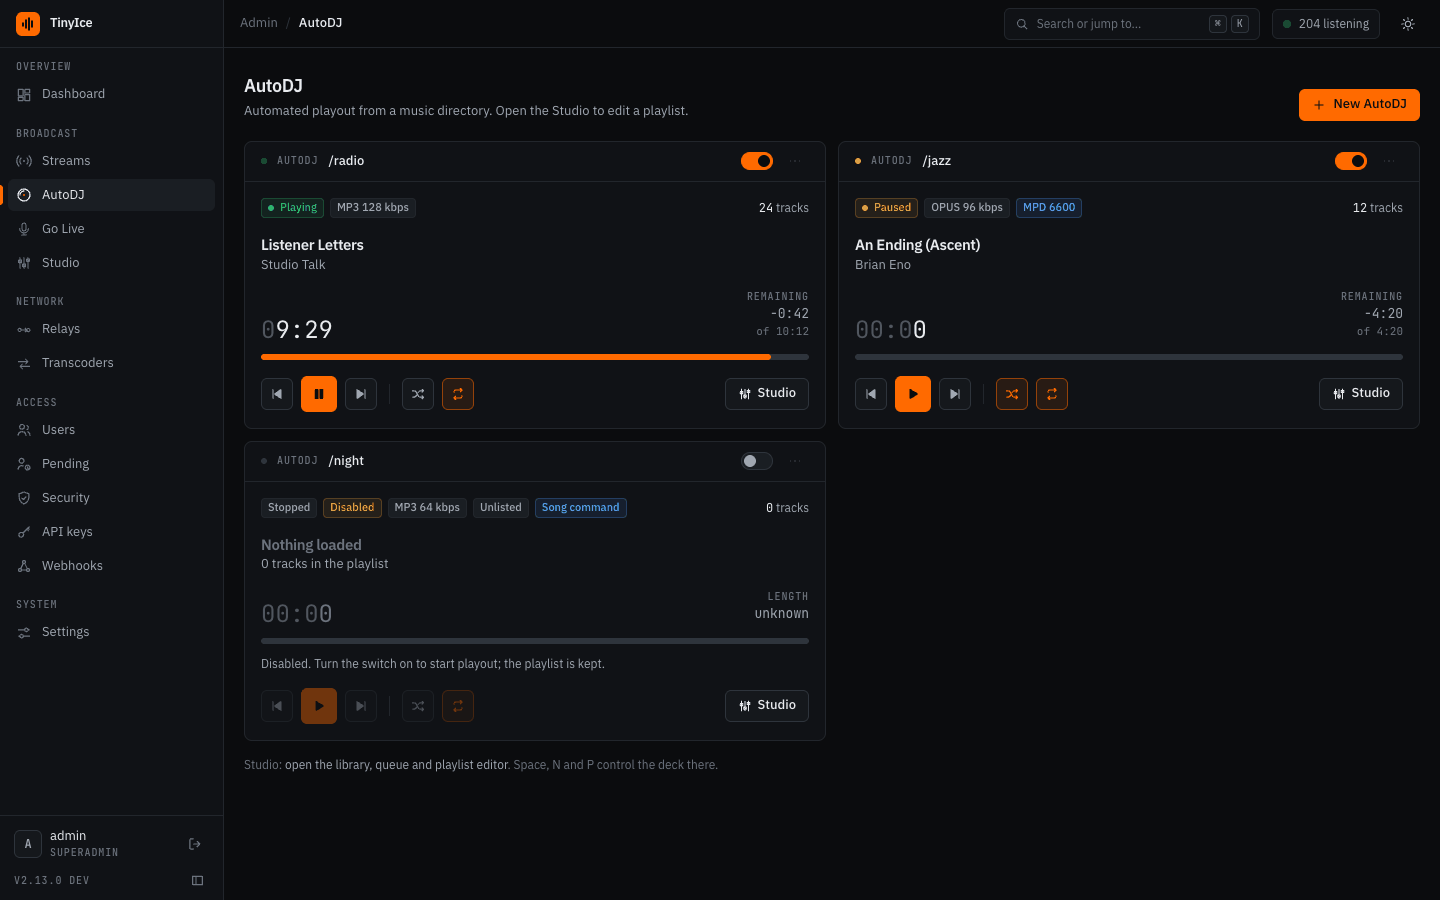 TinyIce
Admin / AutoDJ
Search or jump to...
⌘ K
204 listening
OVERVIEW
Dashboard
BROADCAST
Streams
AutoDJ
Go Live
Studio
NETWORK
Relays
Transcoders
ACCESS
Users
Pending
Security
API keys
Webhooks
SYSTEM
Settings
A
admin
SUPERADMIN
V2.13.0 DEV
AutoDJ
Automated playout from a music directory. Open the Studio to edit a playlist.
New AutoDJ
AUTODJ /radio
Playing MP3 128 kbps 24 tracks
Listener Letters
Studio Talk
REMAINING
-0:42
09:29 of 10:12
Studio
AUTODJ /jazz
Paused OPUS 96 kbps MPD 6600 12 tracks
An Ending (Ascent)
Brian Eno
REMAINING
-4:20
00:00 of 4:20
Studio
AUTODJ /night
Stopped Disabled MP3 64 kbps Unlisted Song command 0 tracks
Nothing loaded
0 tracks in the playlist
LENGTH
00:00 unknown
Disabled. Turn the switch on to start playout; the playlist is kept.
Studio
Studio: open the library, queue and playlist editor. Space, N and P control the deck there.